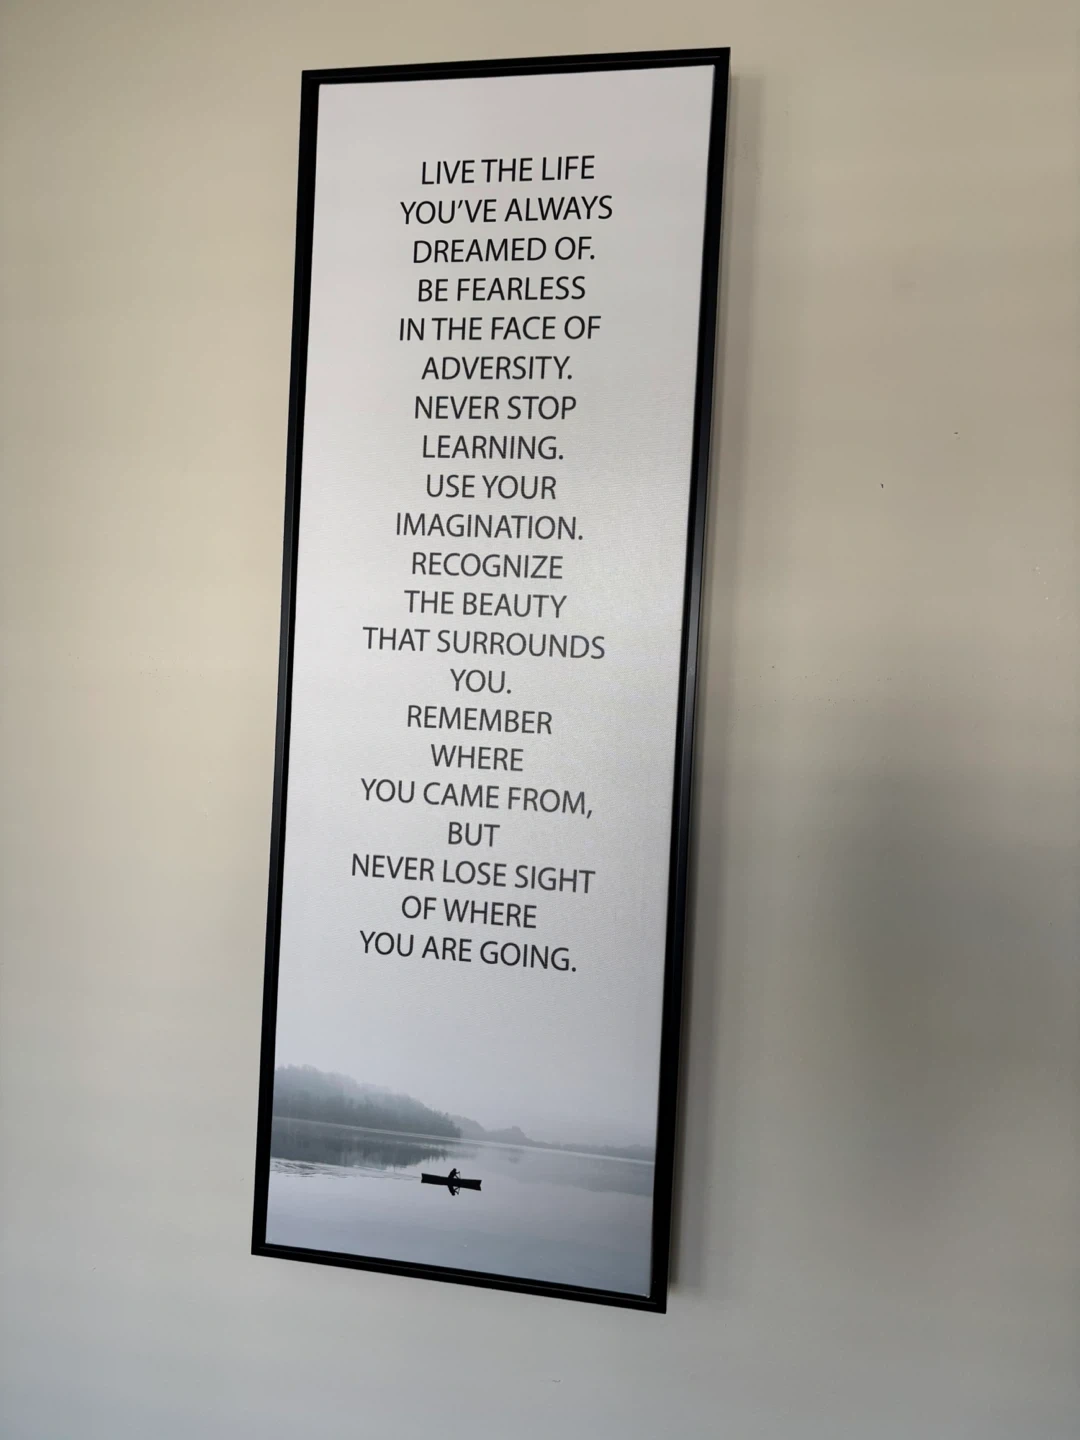 LIVE THE LIFE
YOU'VE ALWAYS
DREAMED OF.
BE FEARLESS
IN THE FACE OF
ADVERSITY.
NEVER STOP
LEARNING.
USE YOUR
IMAGINATION.
RECOGNIZE
THE BEAUTY
THAT SURROUNDS
YOU.
REMEMBER
WHERE
YOU CAME FROM,
BUT
NEVER LOSE SIGHT
OF WHERE
YOU ARE GOING.